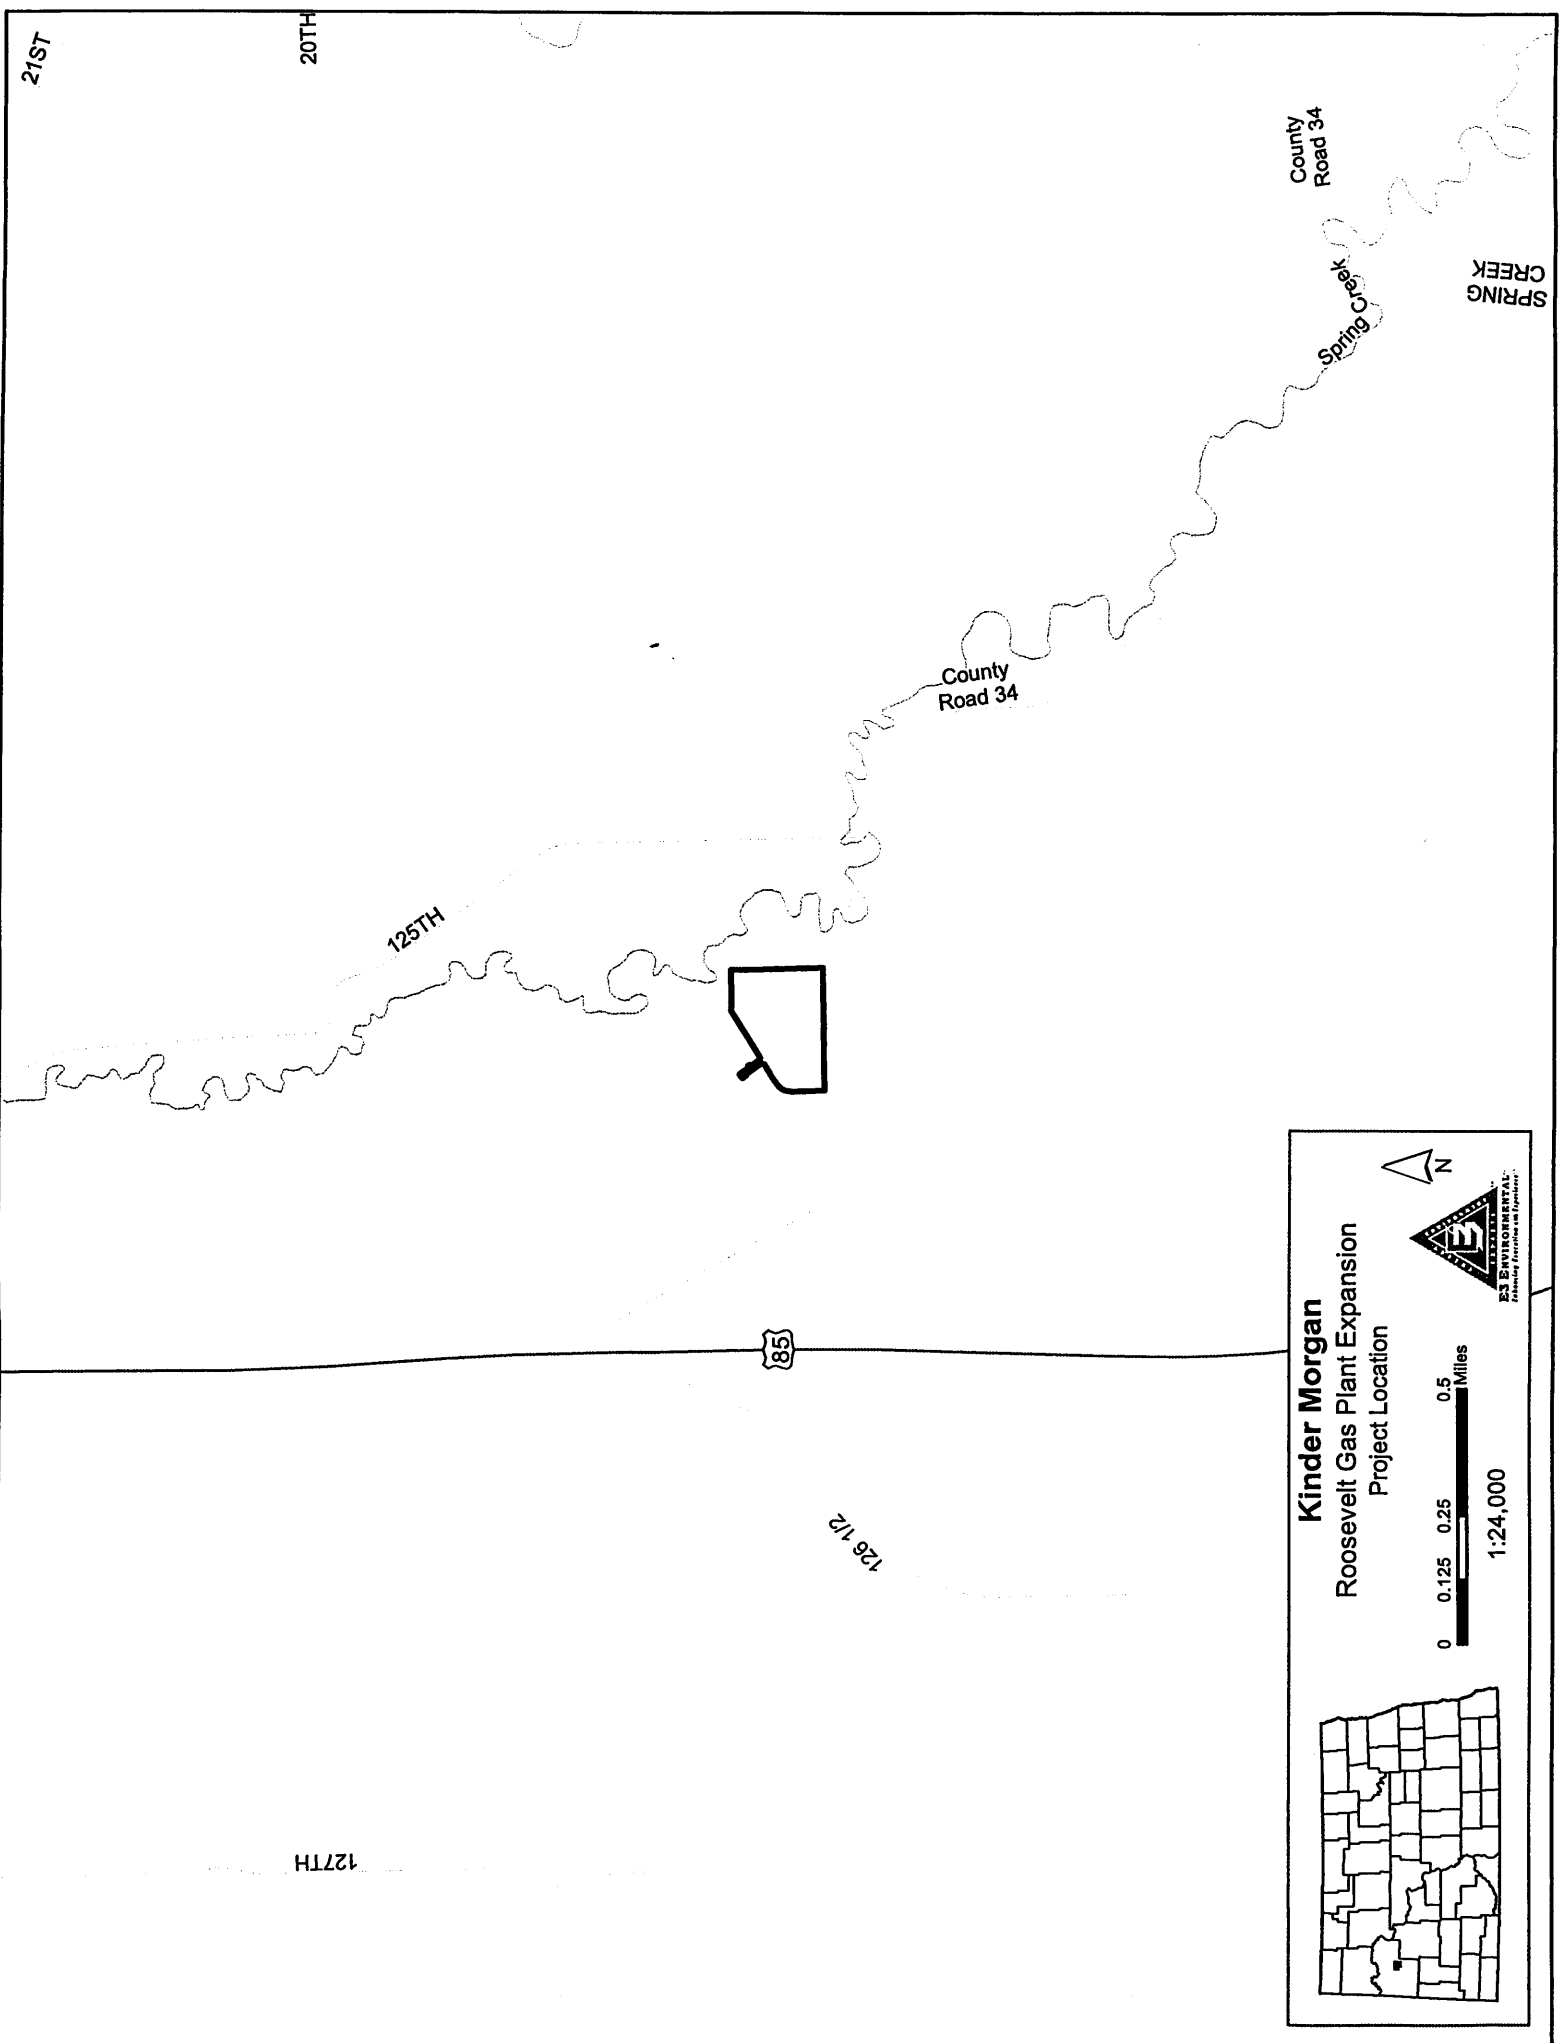 21ST
20TH
County
Road 34
Spring Creek
SPRING
CREEK
County
Road 34
125TH
85
126 1/2
127TH
Kinder Morgan
Roosevelt Gas Plant Expansion
Project Location
0 0.125 0.25 0.5
Miles
1:24,000
N
E3
E3 ENVIRONMENTAL